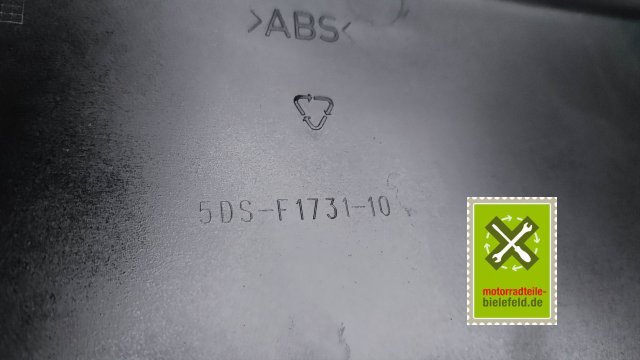 >ABS<
5DS-F1731-10
motorradteile-
bielefeld.de